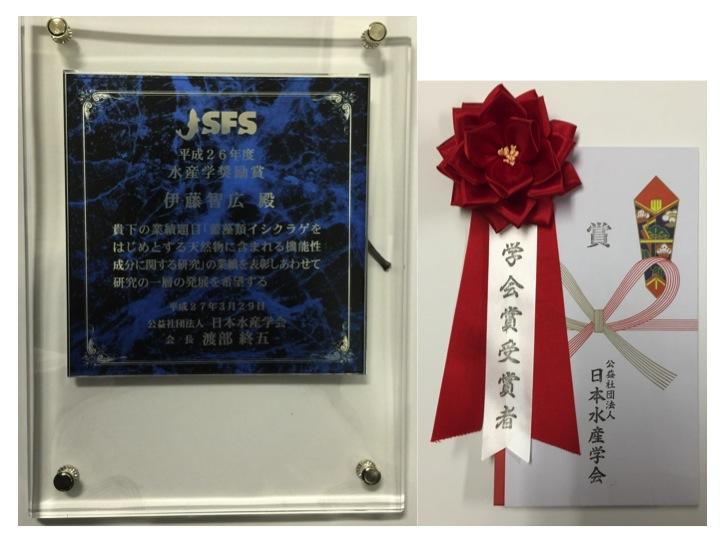 JSFS
平成26年度
水産学奨励賞
伊藤智広 殿
貴下の業績題目「藍藻類イシクラゲを
はじめとする天然物に含まれる機能性
成分に関する研究」の業績を表彰しあわせて
研究の一層の発展を希望する
平成27年3月29日
公益社団法人 日本水産学会
会長 渡部終五
学会賞受賞者
賞
公益社団法人
日本水産学会